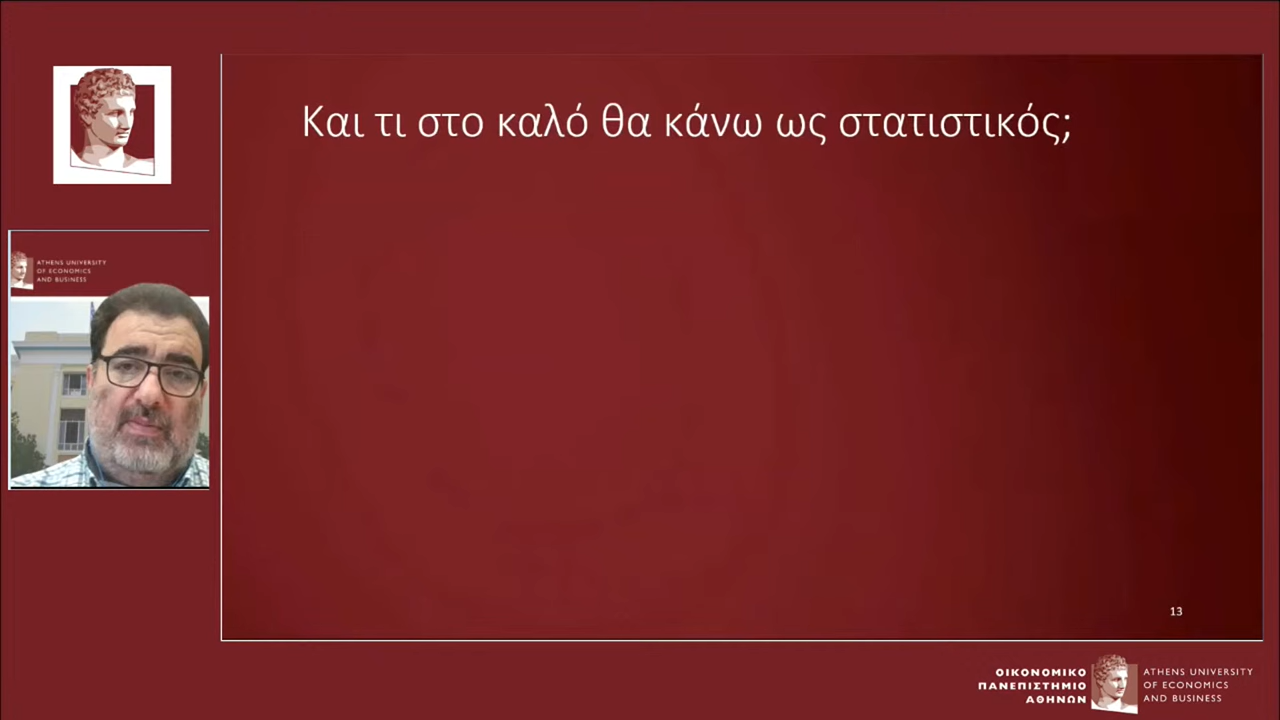 Και τι στο καλό θα κάνω ως στατιστικός;
ATHENS UNIVERSITY
OF ECONOMICS
AND BUSINESS
13
ΟΙΚΟΝΟΜΙΚΟ
ΠΑΝΕΠΙΣΤΗΜΙΟ
ΑΘΗΝΩΝ
ATHENS UNIVERSITY
OF ECONOMICS
AND BUSINESS